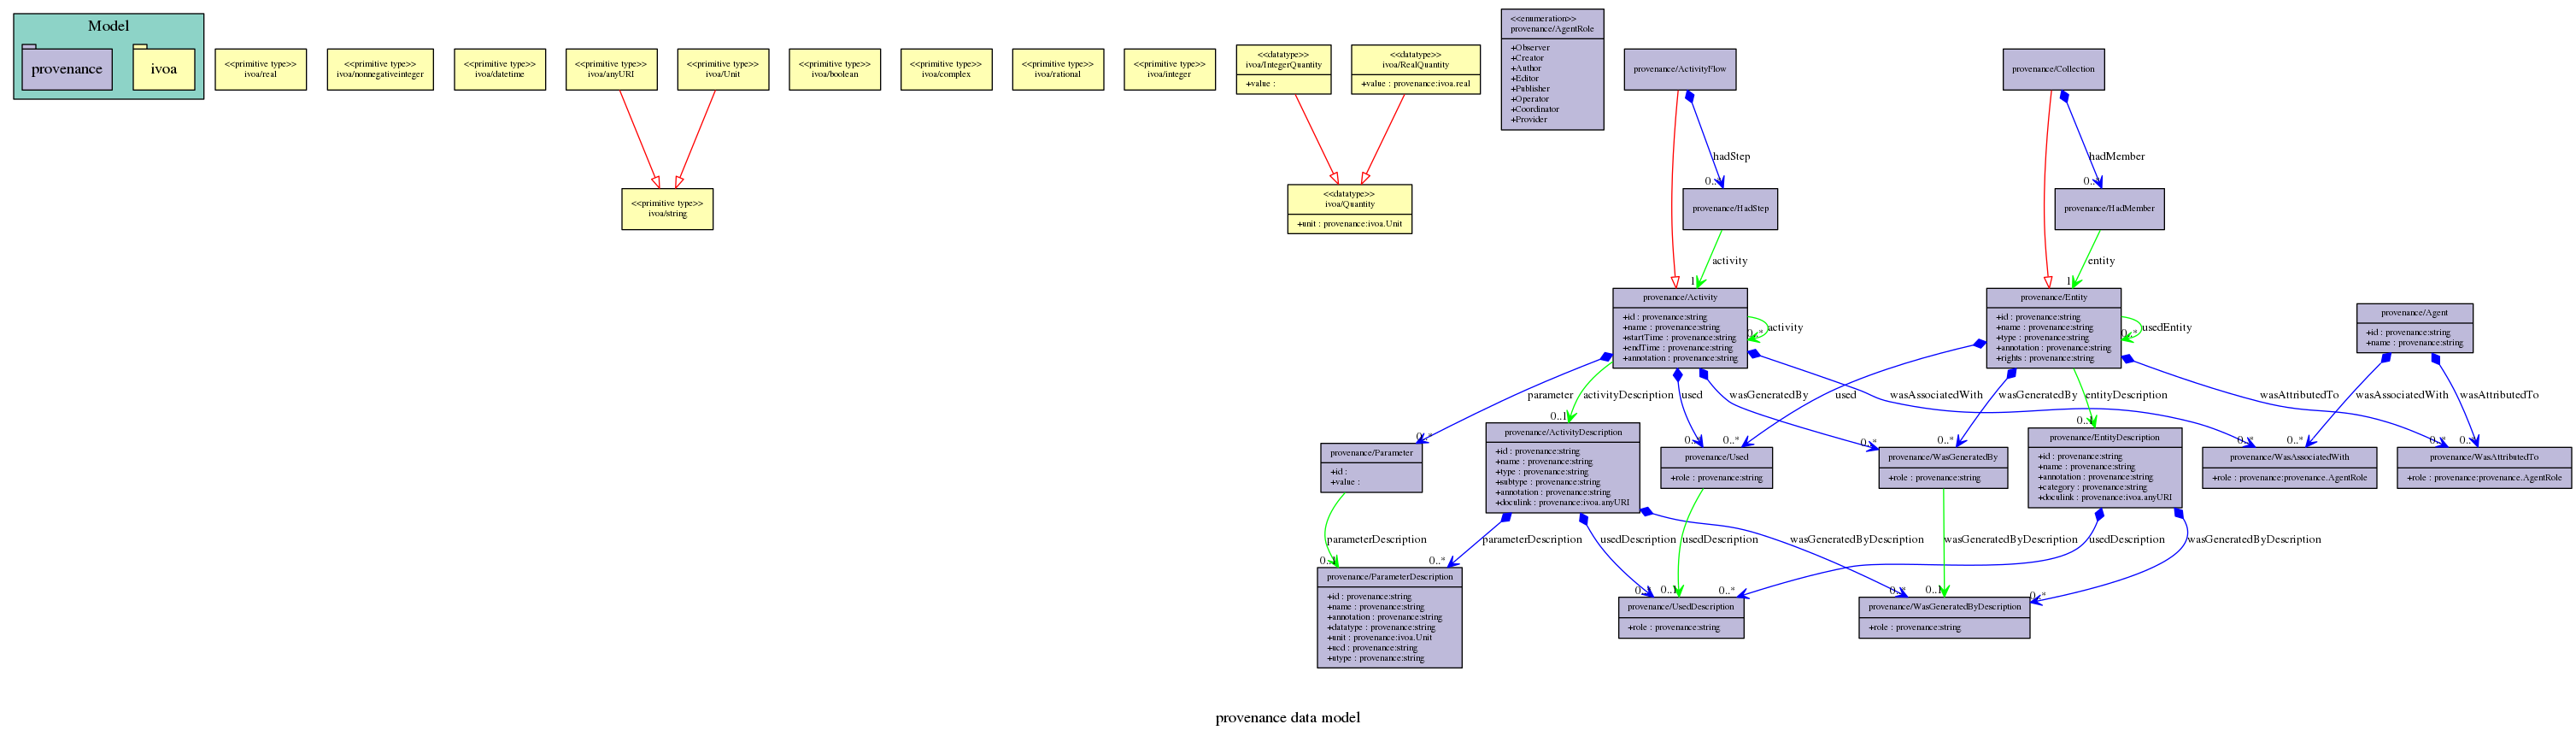 Model
provenance
ivoa
<<primitive type>>
ivoa/real
<<primitive type>>
ivoa/nonnegativeinteger
<<primitive type>>
ivoa/datetime
<<primitive type>>
ivoa/anyURI
<<primitive type>>
ivoa/Unit
<<primitive type>>
ivoa/boolean
<<primitive type>>
ivoa/complex
<<primitive type>>
ivoa/rational
<<primitive type>>
ivoa/integer
<<datatype>>
ivoa/IntegerQuantity
+value :
<<datatype>>
ivoa/RealQuantity
+value : provenance:ivoa.real
<<enumeration>>
provenance/AgentRole
+Observer
+Creator
+Author
+Editor
+Publisher
+Operator
+Coordinator
+Provider
provenance/ActivityFlow
provenance/Collection
hadStep
0..*
hadMember
0..*
<<primitive type>>
ivoa/string
<<datatype>>
ivoa/Quantity
+unit : provenance:ivoa.Unit
provenance/HadStep
provenance/HadMember
activity
1
entity
1
provenance/Activity
+id : provenance:string
+name : provenance:string
+startTime : provenance:string
+endTime : provenance:string
+annotation : provenance:string
activity
0..*
provenance/Entity
+id : provenance:string
+name : provenance:string
+type : provenance:string
+annotation : provenance:string
+rights : provenance:string
usedEntity
0..*
provenance/Agent
+id : provenance:string
+name : provenance:string
parameter
0..*
activityDescription
0..1
used
0..*
wasGeneratedBy
0..*
used
0..*
wasAssociatedWith
0..*
wasGeneratedBy
0..*
entityDescription
0..1
wasAttributedTo
0..*
wasAssociatedWith
0..*
wasAttributedTo
0..*
provenance/Parameter
+id :
+value :
provenance/ActivityDescription
+id : provenance:string
+name : provenance:string
+type : provenance:string
+subtype : provenance:string
+annotation : provenance:string
+doculink : provenance:ivoa.anyURI
provenance/Used
+role : provenance:string
provenance/WasGeneratedBy
+role : provenance:string
provenance/EntityDescription
+id : provenance:string
+name : provenance:string
+annotation : provenance:string
+category : provenance:string
+doculink : provenance:ivoa.anyURI
provenance/WasAssociatedWith
+role : provenance:provenance.AgentRole
provenance/WasAttributedTo
+role : provenance:provenance.AgentRole
parameterDescription
0..1
parameterDescription
0..*
usedDescription
0..*
usedDescription
0..1
wasGeneratedByDescription
0..*
wasGeneratedByDescription
0..1
usedDescription
0..*
wasGeneratedByDescription
0..*
provenance/ParameterDescription
+id : provenance:string
+name : provenance:string
+annotation : provenance:string
+datatype : provenance:string
+unit : provenance:ivoa.Unit
+ucd : provenance:string
+utype : provenance:string
provenance/UsedDescription
+role : provenance:string
provenance/WasGeneratedByDescription
+role : provenance:string
provenance data model